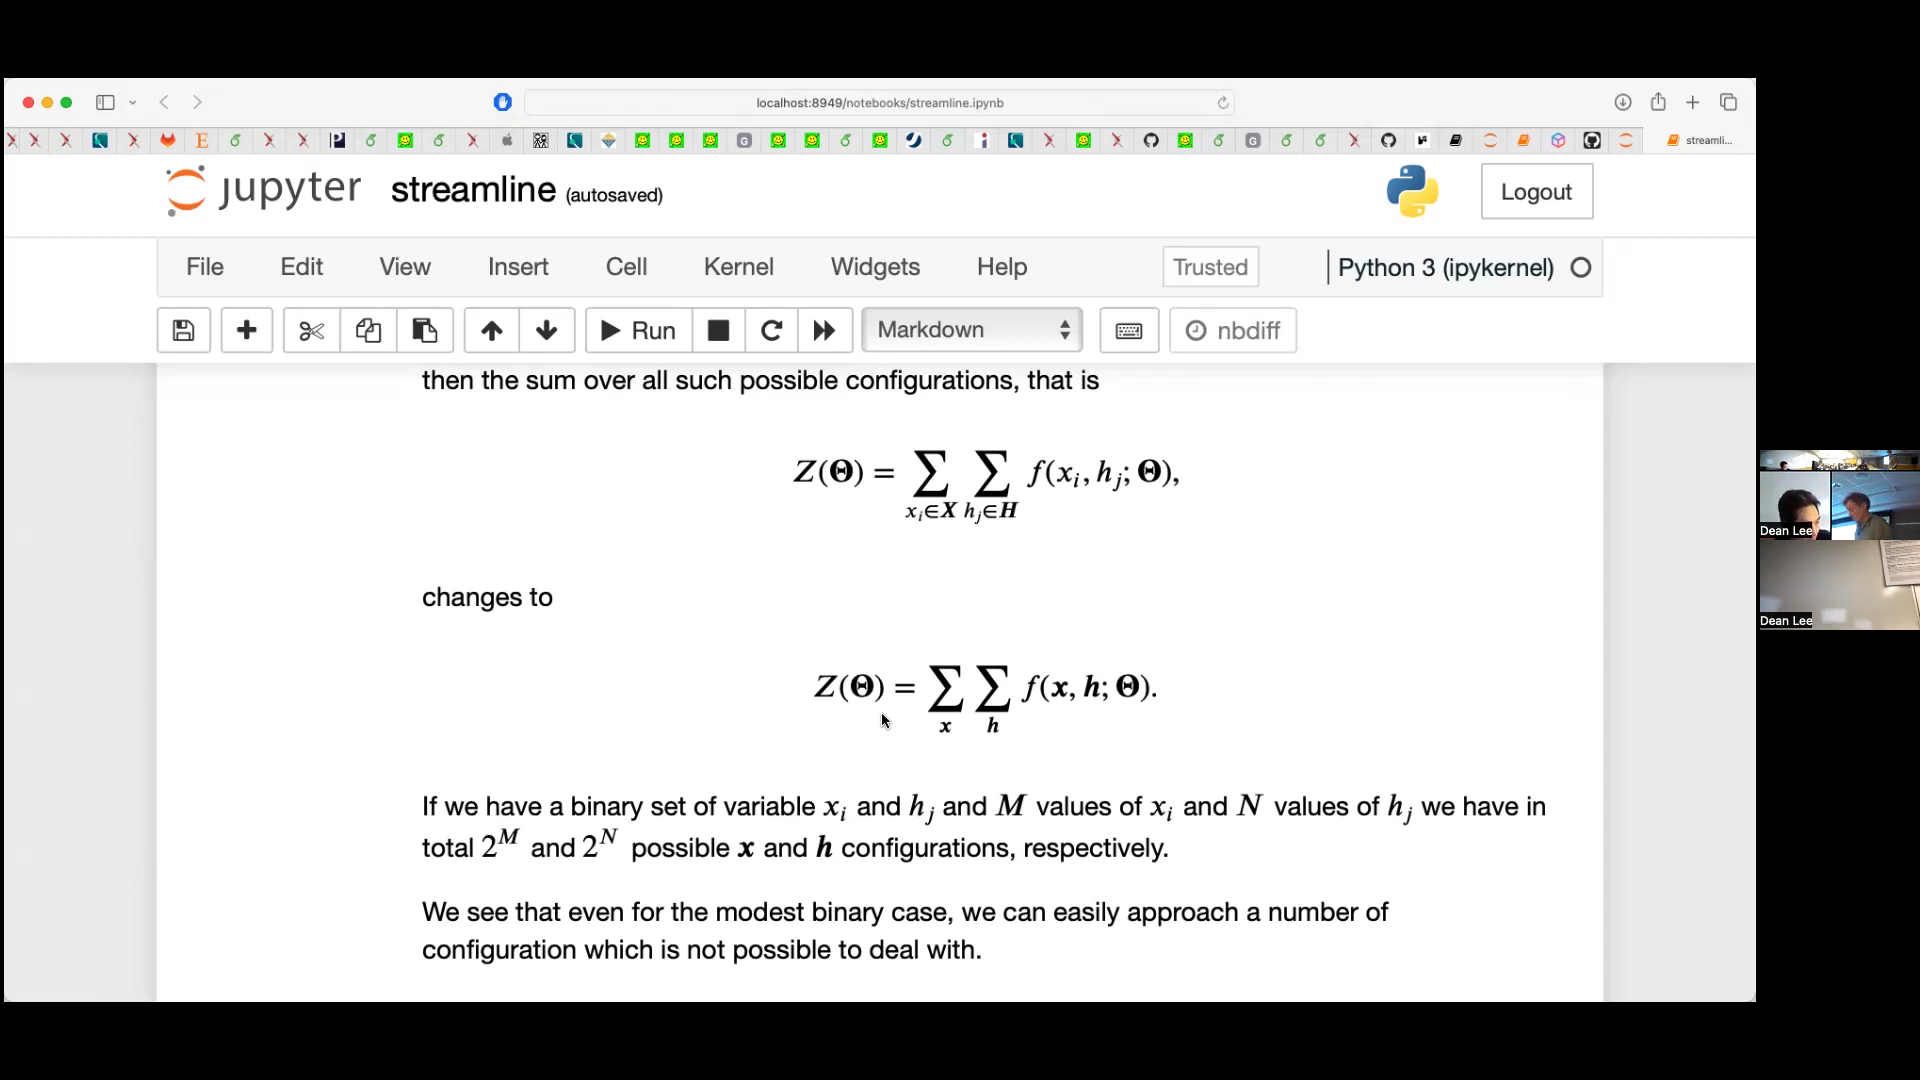 localhost:8949/notebooks/streamline.ipynb
streamli...
jupyter streamline (autosaved)
Logout
File Edit View Insert Cell Kernel Widgets Help Trusted Python 3 (ipykernel)
Run Markdown nbdiff
then the sum over all such possible configurations, that is
Z(Θ) = ∑_{x_i∈X} ∑_{h_j∈H} f(x_i, h_j; Θ),
changes to
Z(Θ) = ∑_x ∑_h f(x, h; Θ).
If we have a binary set of variable x_i and h_j and M values of x_i and N values of h_j we have in
total 2^M and 2^N possible x and h configurations, respectively.
We see that even for the modest binary case, we can easily approach a number of
configuration which is not possible to deal with.
Dean Lee
Dean Lee